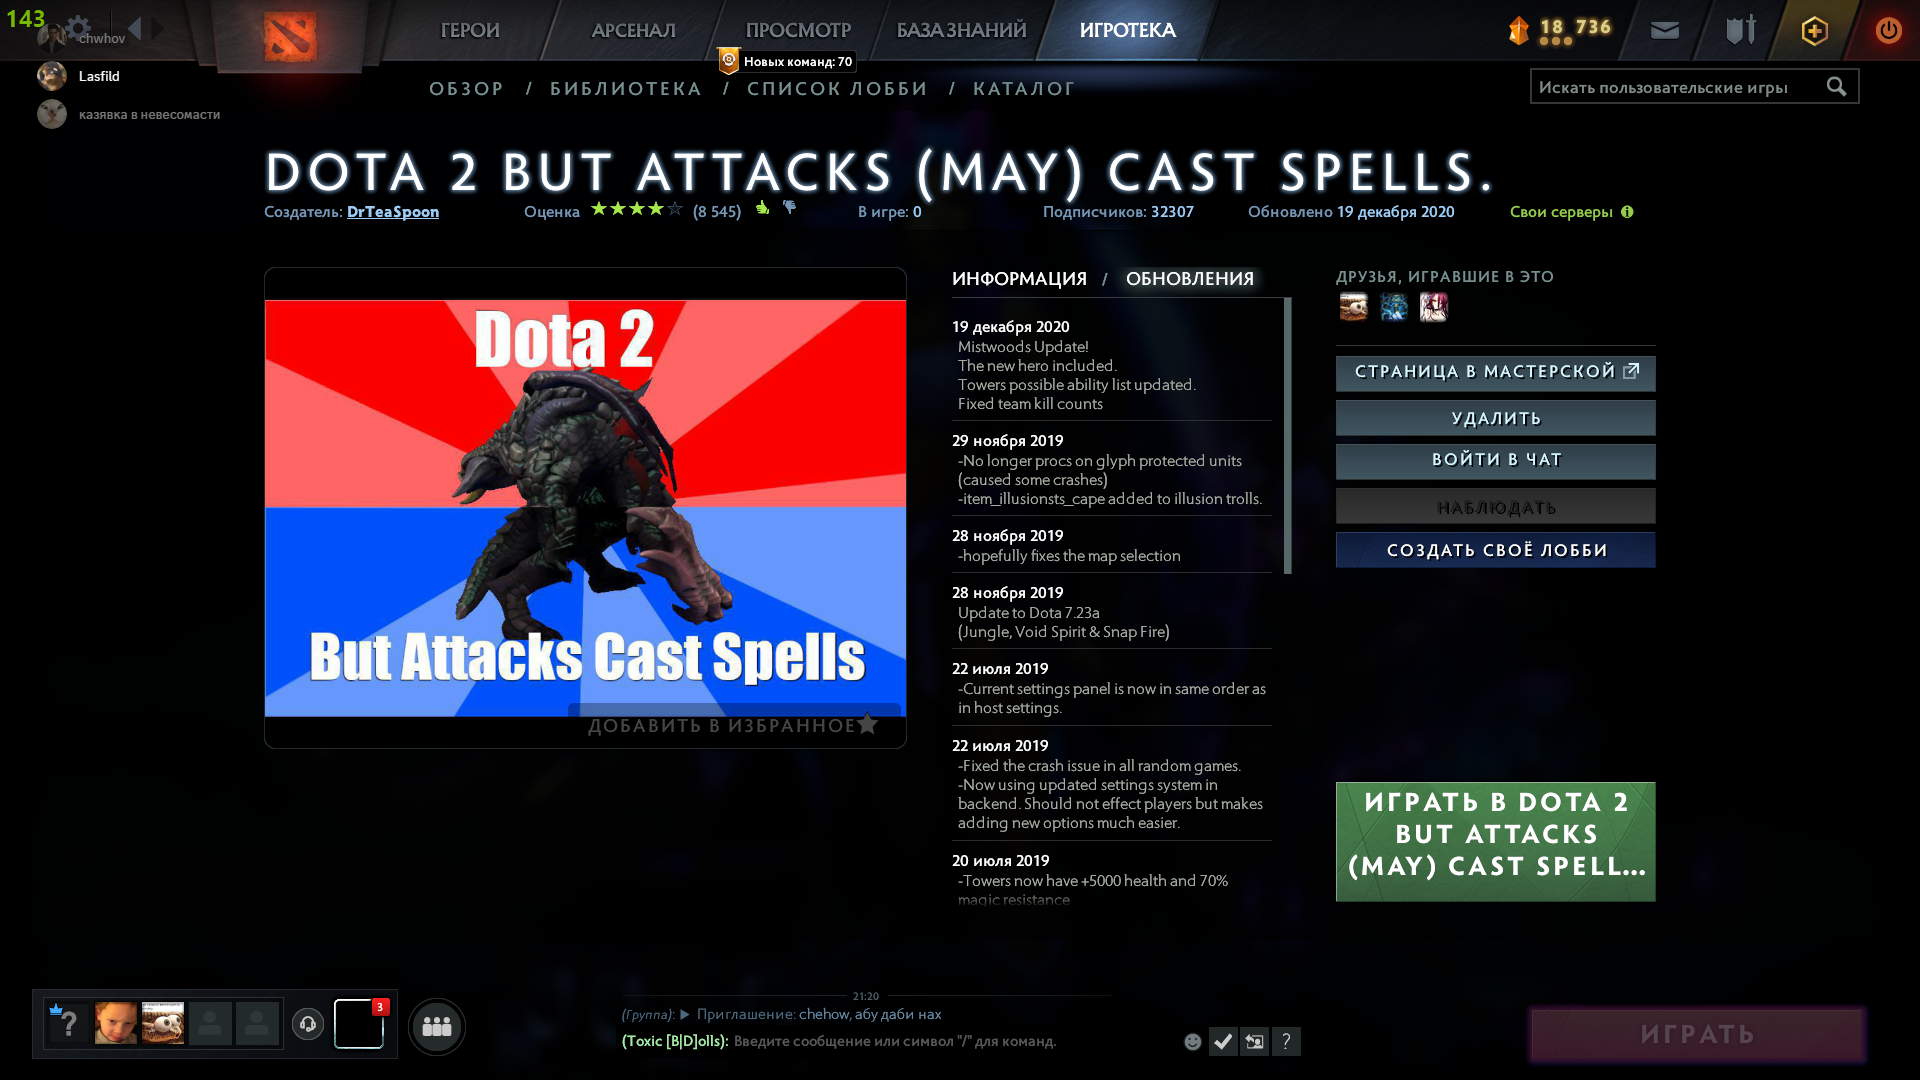 143
chwhov
Lasfild
казявка в невесомасти
ГЕРОИ
АРСЕНАЛ
ПРОСМОТР
БАЗА ЗНАНИЙ
ИГРОТЕКА
18 736
Новых команд: 70
ОБЗОР / БИБЛИОТЕКА / СПИСОК ЛОББИ / КАТАЛОГ
Искать пользовательские игры
DOTA 2 BUT ATTACKS (MAY) CAST SPELLS.
Создатель: DrTeaSpoon
Оценка (8 545)
В игре: 0
Подписчиков: 32307
Обновлено 19 декабря 2020
Свои серверы
Dota 2
But Attacks Cast Spells
ДОБАВИТЬ В ИЗБРАННОЕ
ИНФОРМАЦИЯ / ОБНОВЛЕНИЯ
19 декабря 2020
Mistwoods Update!
The new hero included.
Towers possible ability list updated.
Fixed team kill counts
29 ноября 2019
-No longer procs on glyph protected units
(caused some crashes)
-item_illusionsts_cape added to illusion trolls.
28 ноября 2019
-hopefully fixes the map selection
28 ноября 2019
Update to Dota 7.23a
(Jungle, Void Spirit & Snap Fire)
22 июля 2019
-Current settings panel is now in same order as
in host settings.
22 июля 2019
-Fixed the crash issue in all random games.
-Now using updated settings system in
backend. Should not effect players but makes
adding new options much easier.
20 июля 2019
-Towers now have +5000 health and 70%
magic resistance
ДРУЗЬЯ, ИГРАВШИЕ В ЭТО
СТРАНИЦА В МАСТЕРСКОЙ
УДАЛИТЬ
ВОЙТИ В ЧАТ
НАБЛЮДАТЬ
СОЗДАТЬ СВОЁ ЛОББИ
ИГРАТЬ В DOTA 2
BUT ATTACKS
(MAY) CAST SPELL...
?
3
21:20
(Группа): Приглашение: chehow, абу даби нах
(Toxic [B|D]olls): Введите сообщение или символ "/" для команд.
?
ИГРАТЬ